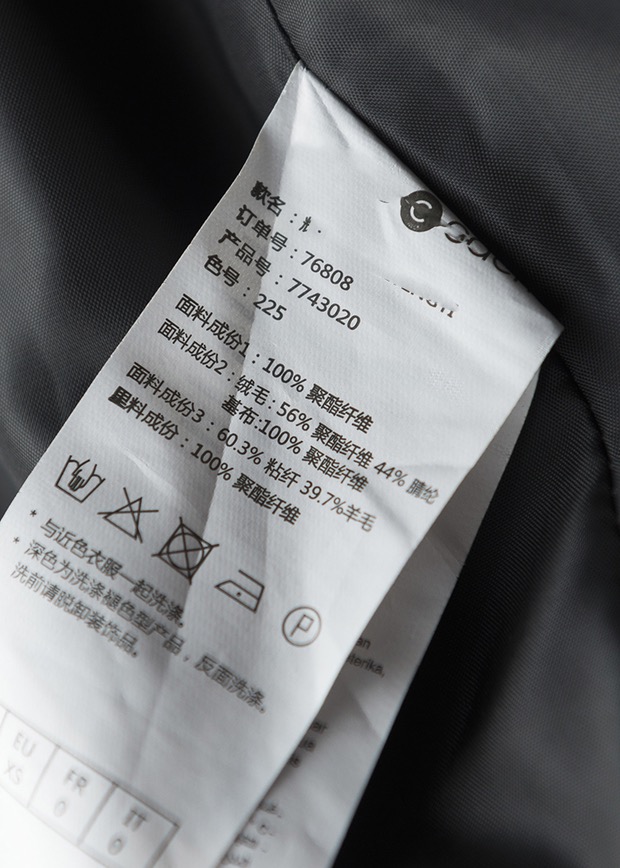 款名：
订单号：76808
产品号：7743020
色号：225
面料成份1：100% 聚酯纤维
面料成份2：绒毛：56% 聚酯纤维 44% 腈纶
基布:100% 聚酯纤维
面料成份3：60.3% 粘纤 39.7%羊毛
里料成份：100% 聚酯纤维
P
* 与近色衣服一起洗涤。
* 深色为洗涤褪色型产品，反面洗涤。
洗前请脱卸装饰品。
EU FR IT
XS 0 0